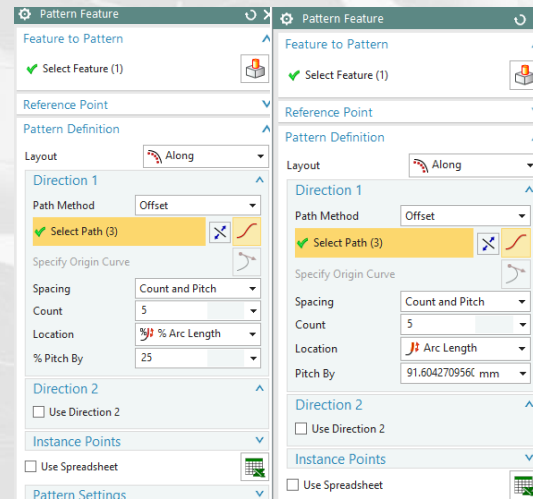 Pattern Feature
Feature to Pattern
Select Feature (1)
Reference Point
Pattern Definition
Layout Along
Direction 1
Path Method Offset
Select Path (3)
Specify Origin Curve
Spacing Count and Pitch
Count 5
Location % Arc Length
% Pitch By 25
Direction 2
Use Direction 2
Instance Points
Use Spreadsheet
Pattern Settings
Pattern Feature
Feature to Pattern
Select Feature (1)
Reference Point
Pattern Definition
Layout Along
Direction 1
Path Method Offset
Select Path (3)
Specify Origin Curve
Spacing Count and Pitch
Count 5
Location Arc Length
Pitch By 91.604270956 mm
Direction 2
Use Direction 2
Instance Points
Use Spreadsheet